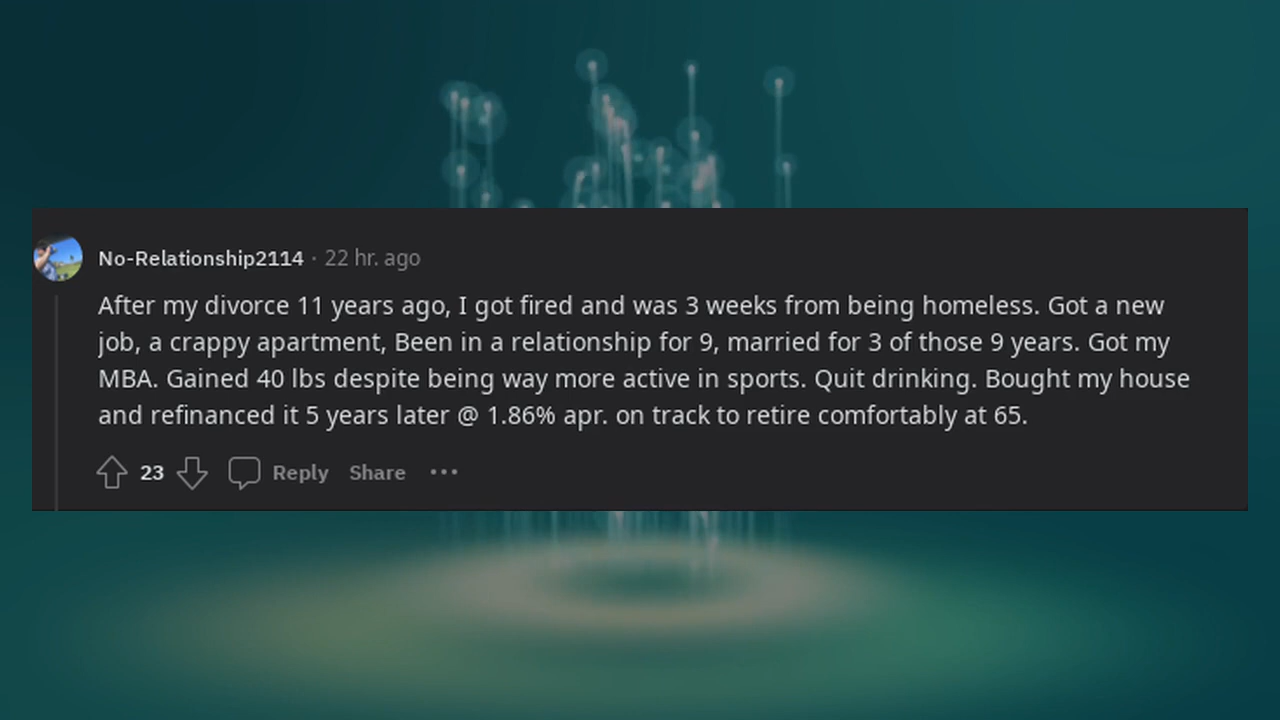 No-Relationship2114 · 22 hr. ago
After my divorce 11 years ago, I got fired and was 3 weeks from being homeless. Got a new
job, a crappy apartment, Been in a relationship for 9, married for 3 of those 9 years. Got my
MBA. Gained 40 lbs despite being way more active in sports. Quit drinking. Bought my house
and refinanced it 5 years later @ 1.86% apr. on track to retire comfortably at 65.
23 Reply Share ···